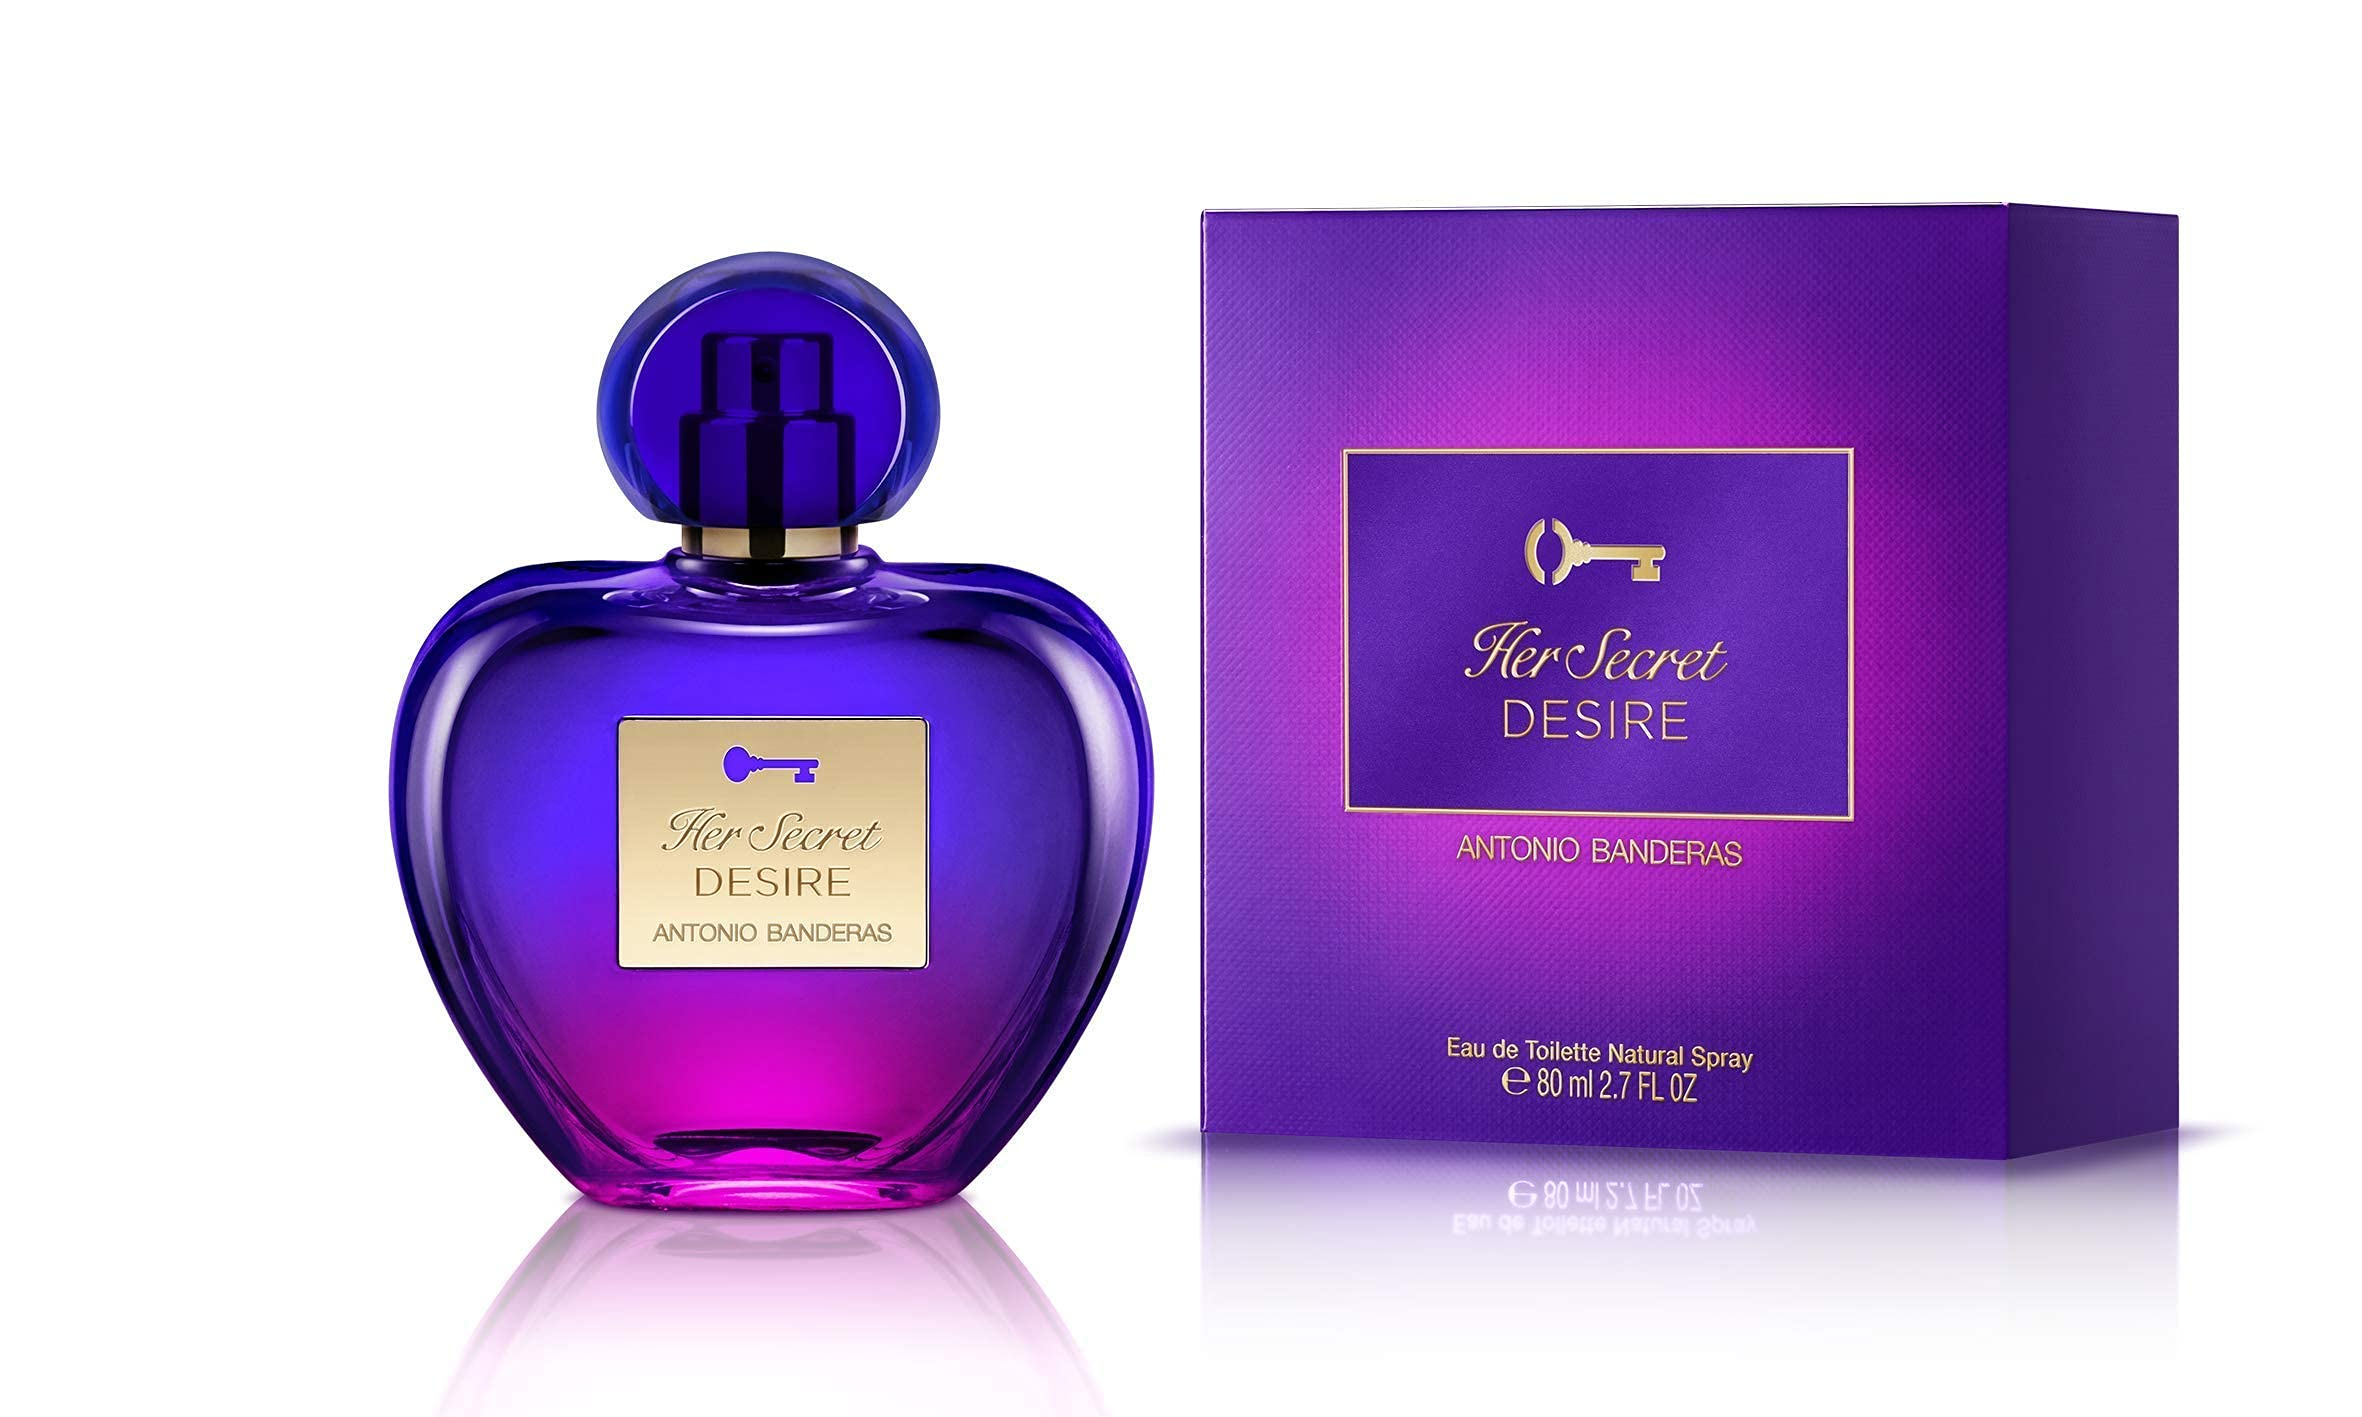 Her Secret
DESIRE
ANTONIO BANDERAS
Her Secret
DESIRE
ANTONIO BANDERAS
Eau de Toilette Natural Spray
℮ 80 ml 2.7 FL OZ